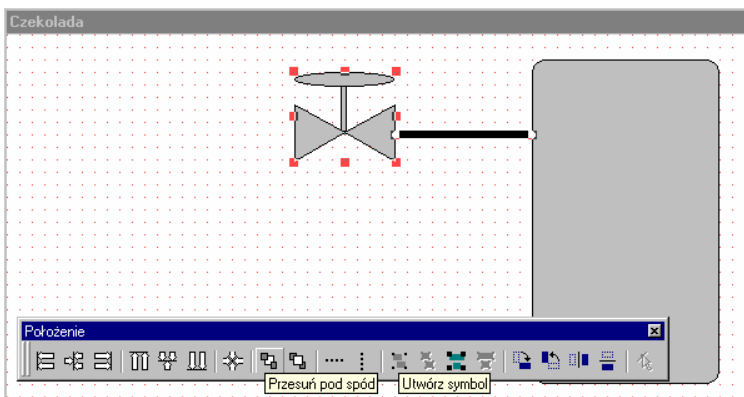 Czekolada
Położenie
Przesuń pod spód
Utwórz symbol